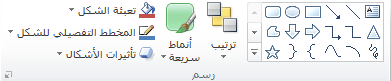 تعبئة الشكل
المخطط التفصيلي للشكل
تأثيرات الأشكال
أنماط
سريعة
ترتيب
رسم